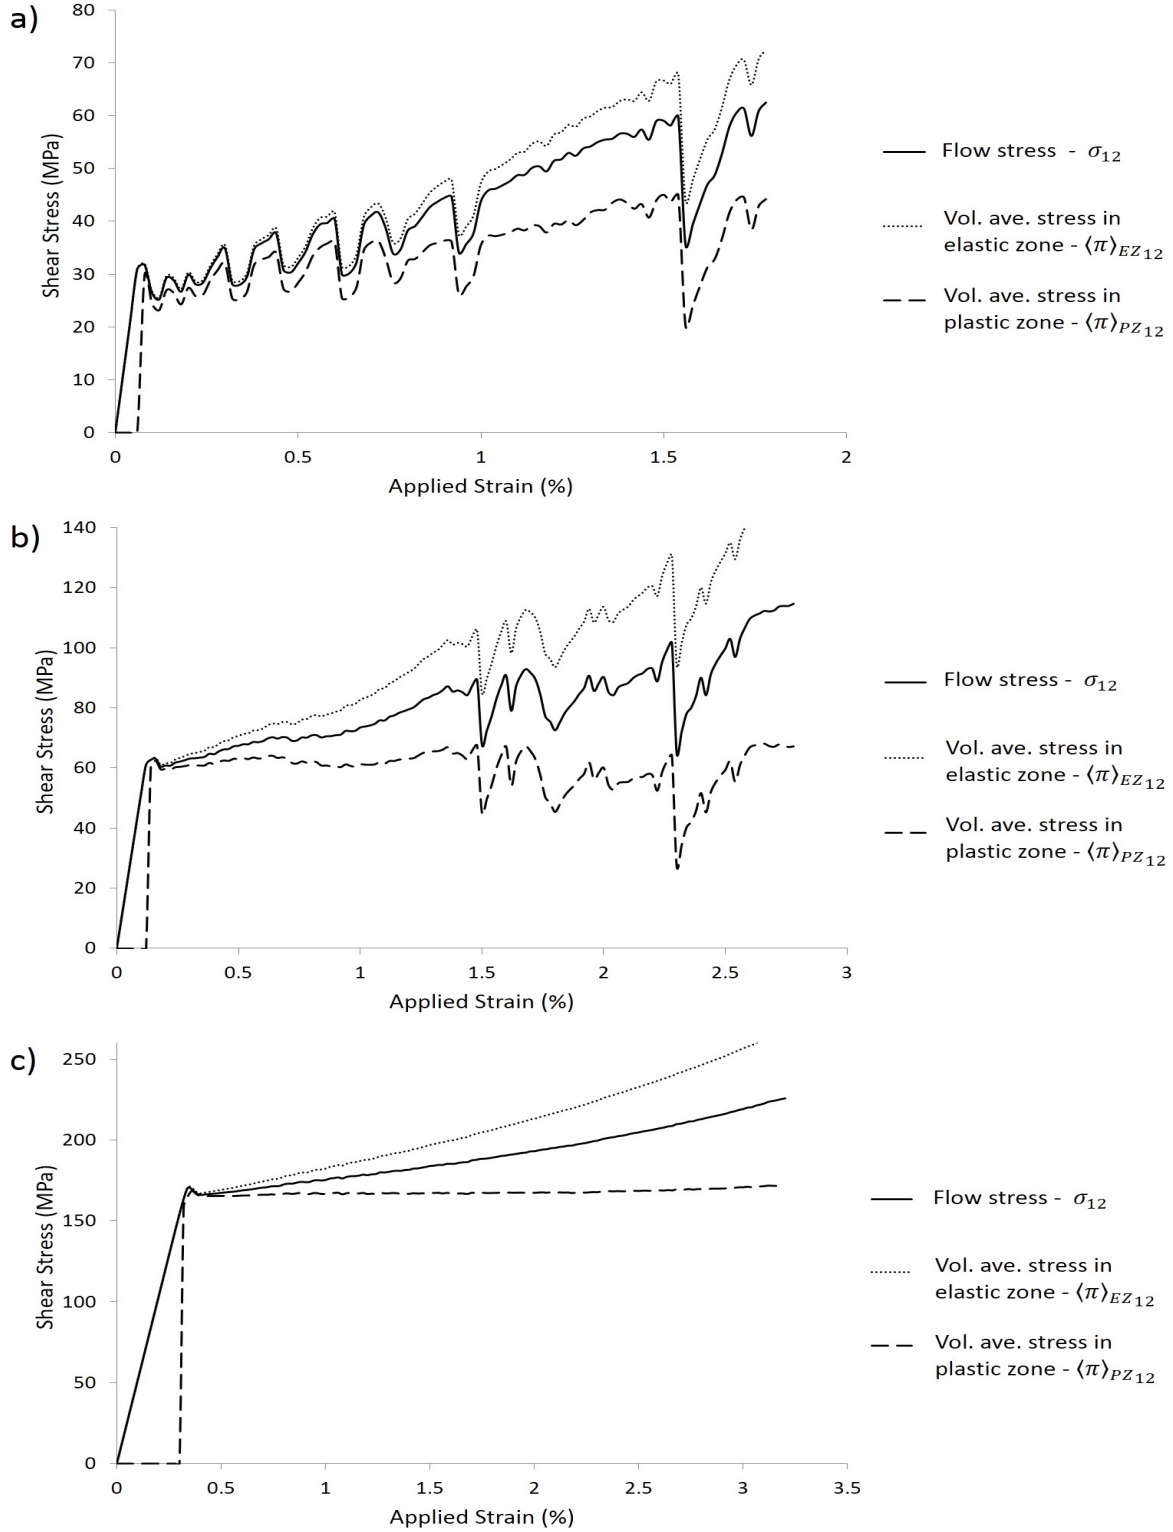 a)
80
70
60
50
40
30
20
10
0
Shear Stress (MPa)
0 0.5 1 1.5 2
Applied Strain (%)
Flow stress - σ₁₂
Vol. ave. stress in
elastic zone - ⟨π⟩EZ₁₂
Vol. ave. stress in
plastic zone - ⟨π⟩PZ₁₂
b)
140
120
100
80
60
40
20
0
Shear Stress (MPa)
0 0.5 1 1.5 2 2.5 3
Applied Strain (%)
Flow stress - σ₁₂
Vol. ave. stress in
elastic zone - ⟨π⟩EZ₁₂
Vol. ave. stress in
plastic zone - ⟨π⟩PZ₁₂
c)
250
200
150
100
50
0
Shear Stress (MPa)
0 0.5 1 1.5 2 2.5 3 3.5
Applied Strain (%)
Flow stress - σ₁₂
Vol. ave. stress in
elastic zone - ⟨π⟩EZ₁₂
Vol. ave. stress in
plastic zone - ⟨π⟩PZ₁₂